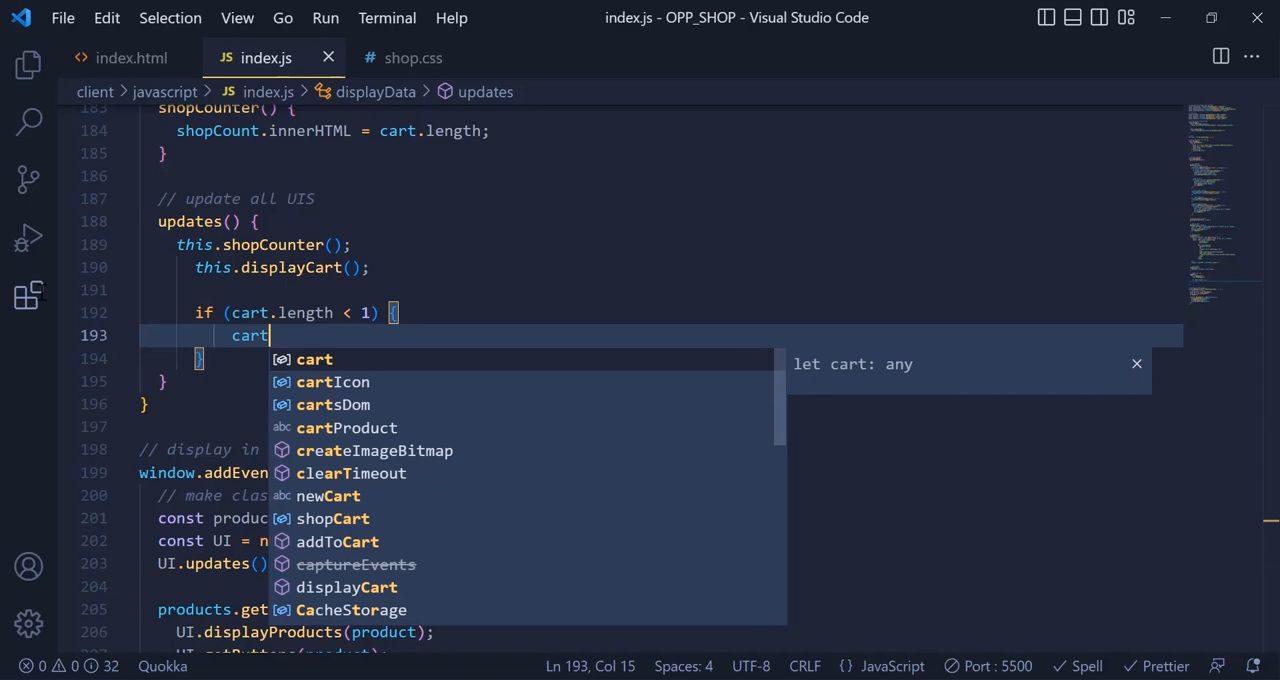 File Edit Selection View Go Run Terminal Help index.js - OPP_SHOP - Visual Studio Code
<> index.html JS index.js # shop.css
client > javascript > JS index.js > displayData > updates
183 shopCounter() {
184 shopCount.innerHTML = cart.length;
185 }
186
187 // update all UIS
188 updates() {
189 this.shopCounter();
190 this.displayCart();
191
192 if (cart.length < 1) {
193 cart
194 }
195 }
196 }
197
198 // display in
199 window.addEven
200 // make clas
201 const produc
202 const UI = n
203 UI.updates()
204
205 products.get
206 UI.displayProducts(product);
cart
cartIcon
cartsDom
abc cartProduct
createImageBitmap
clearTimeout
abc newCart
shopCart
addToCart
captureEvents
displayCart
CacheStorage
let cart: any
0 0 32 Quokka Ln 193, Col 15 Spaces: 4 UTF-8 CRLF {} JavaScript Port : 5500 Spell Prettier